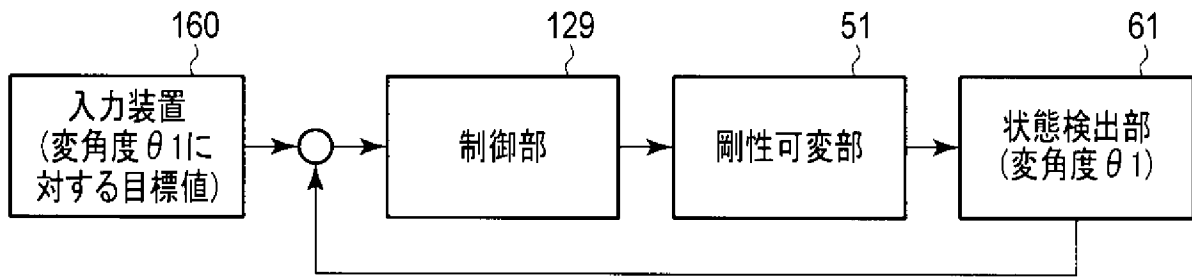 160
入力装置
(変角度θ1に
対する目標値)
129
制御部
51
剛性可変部
61
状態検出部
(変角度θ1)